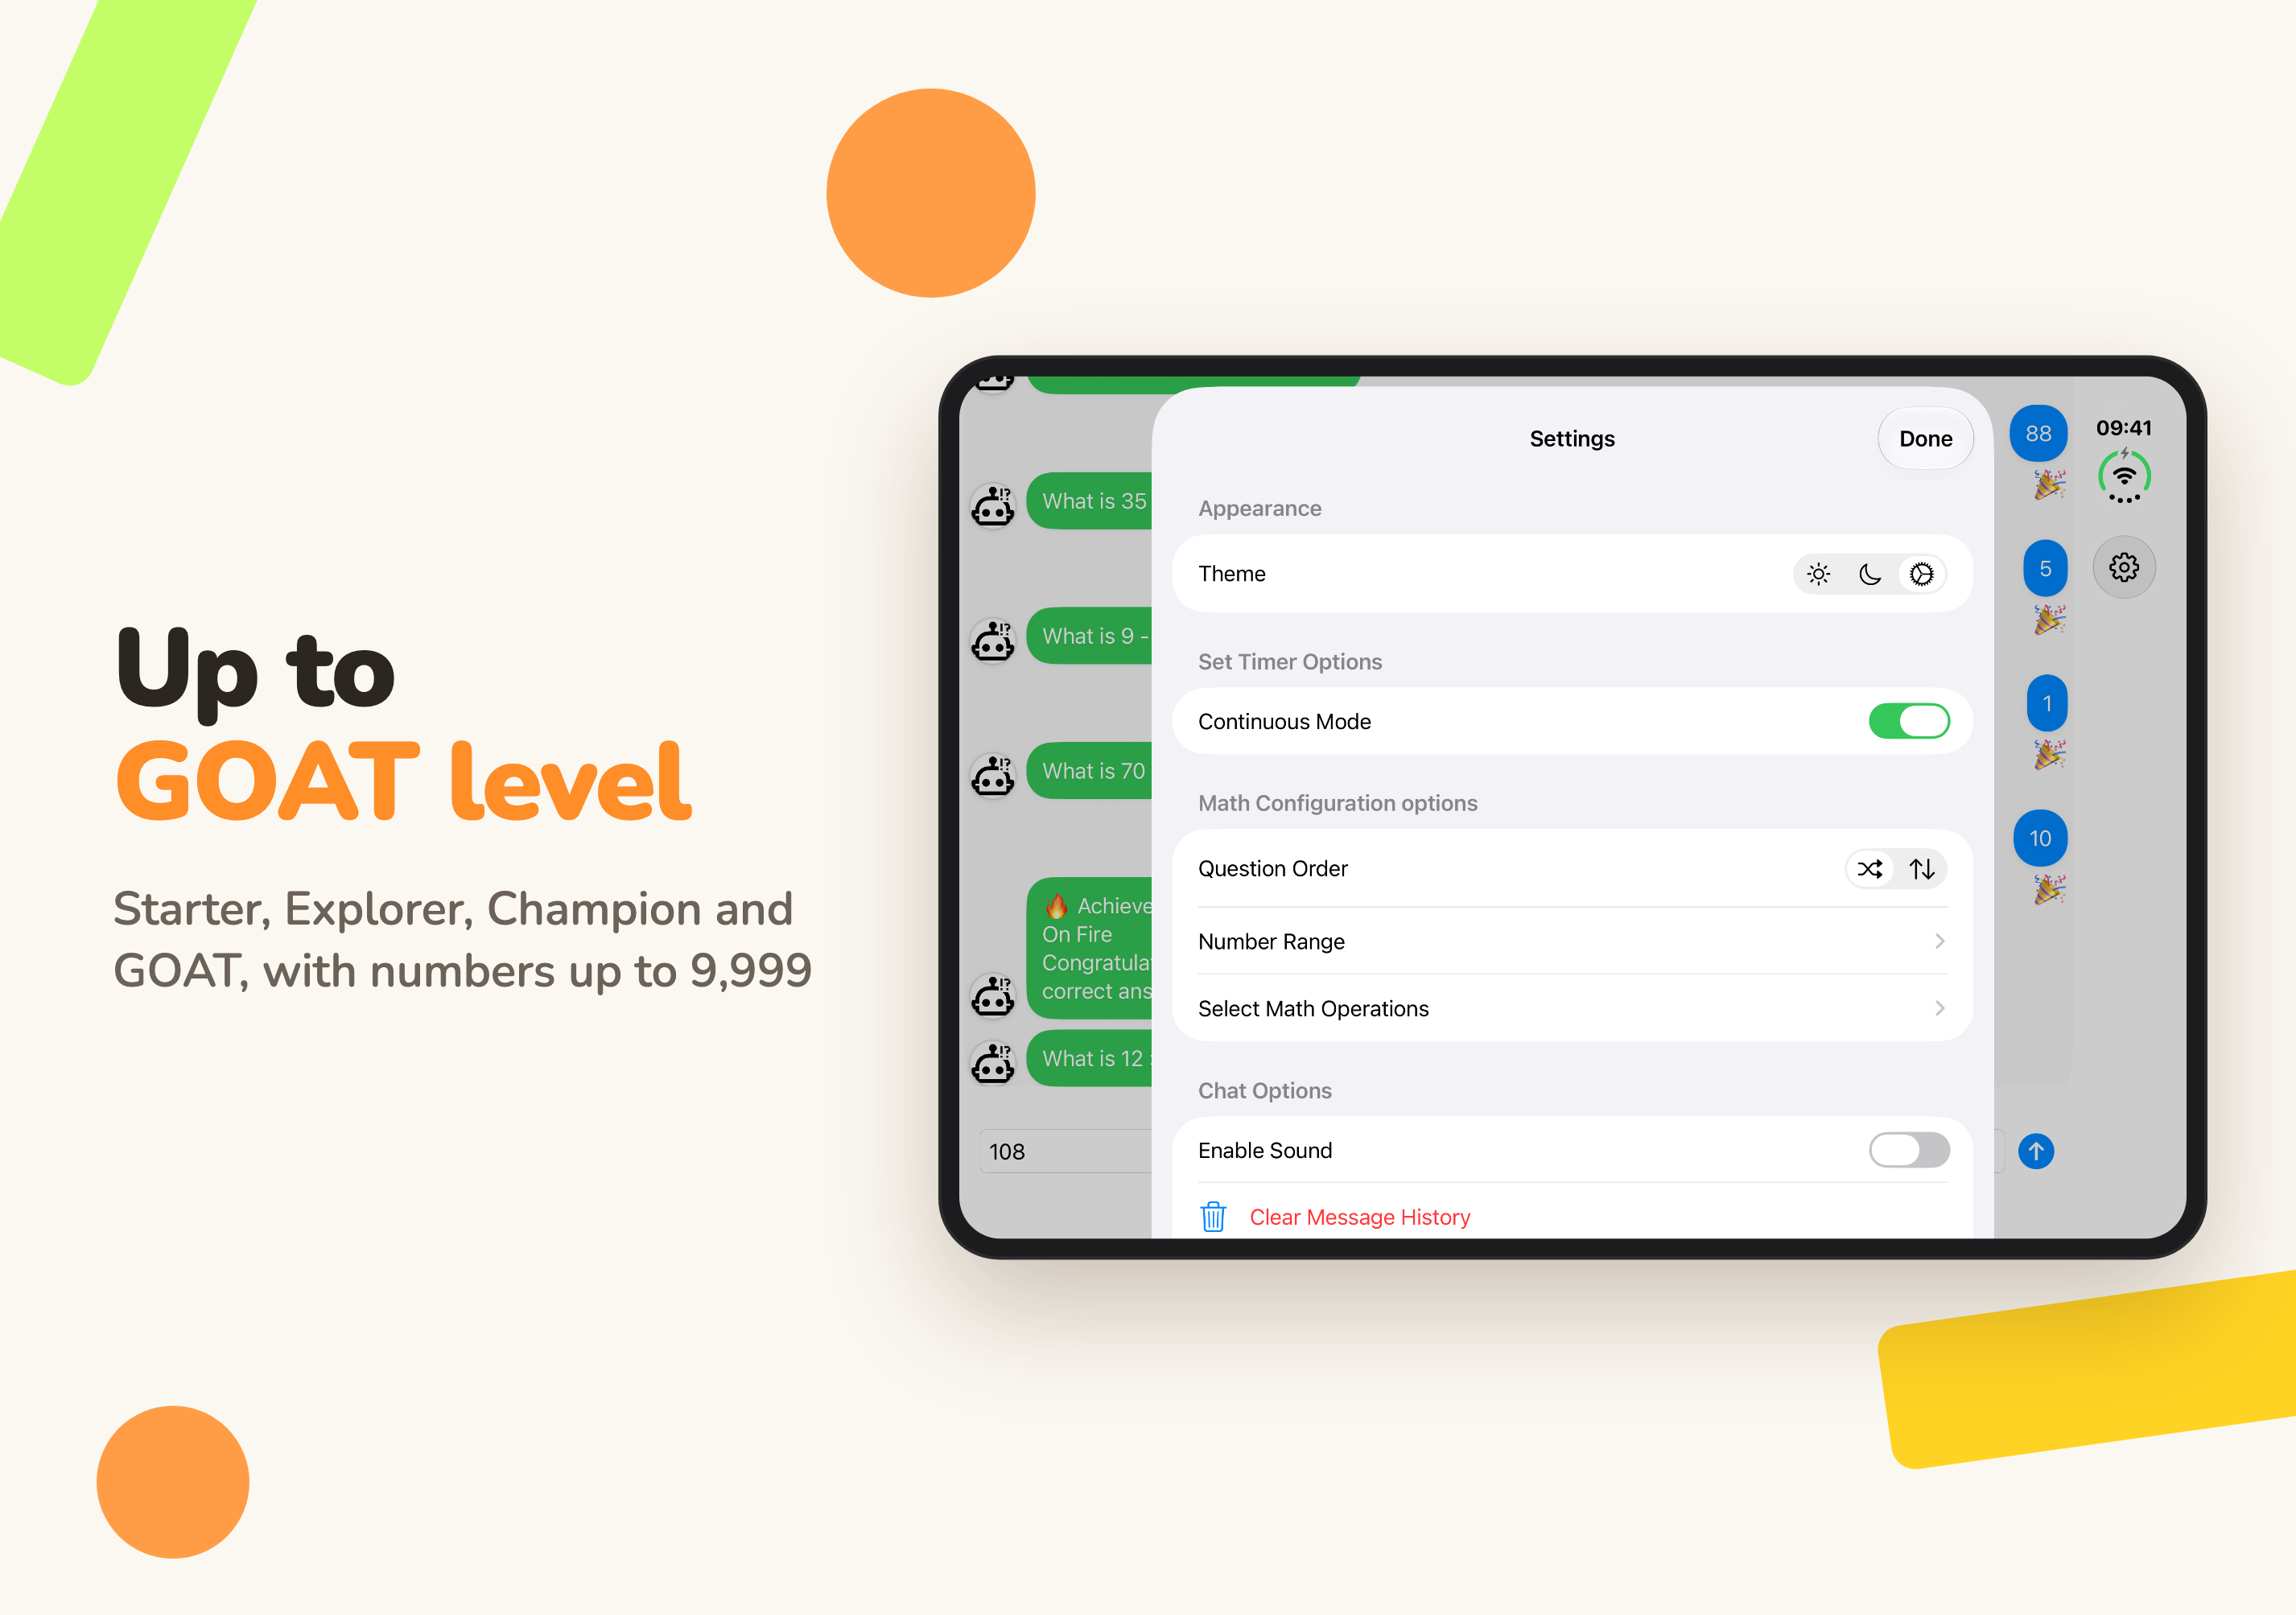 Up to
GOAT level
Starter, Explorer, Champion and
GOAT, with numbers up to 9,999
Settings
Done
Appearance
Theme
Set Timer Options
Continuous Mode
Math Configuration options
Question Order
Number Range
Select Math Operations
Chat Options
Enable Sound
Clear Message History
What is 35
What is 9 -
What is 70
🔥 Achieve
On Fire
Congratula
correct ans
What is 12
108
88
5
1
10
09:41